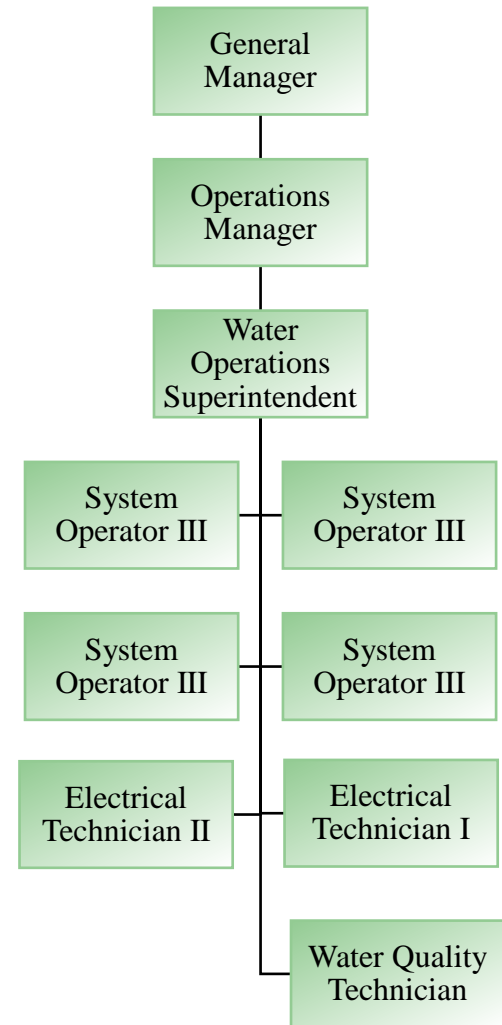 General
Manager
Operations
Manager
Water
Operations
Superintendent
System
Operator III
System
Operator III
System
Operator III
System
Operator III
Electrical
Technician II
Electrical
Technician I
Water Quality
Technician